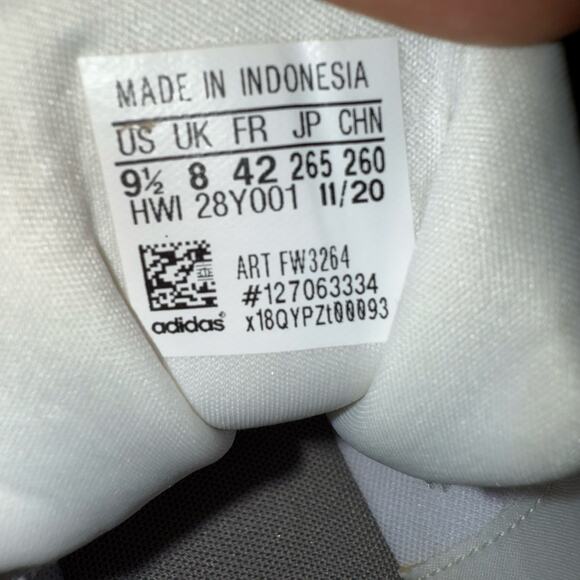 MADE IN INDONESIA
US UK FR JP CHN
9½ 8 42 265 260
HWI 28Y001 11/20
ART FW3264
#127063334
adidas® x18QYPZt00093